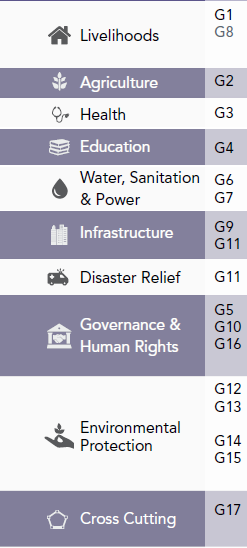 Livelihoods
G1
G8
Agriculture
G2
Health
G3
Education
G4
Water, Sanitation
& Power
G6
G7
Infrastructure
G9
G11
Disaster Relief
G11
Governance &
Human Rights
G5
G10
G16
Environmental
Protection
G12
G13
G14
G15
Cross Cutting
G17